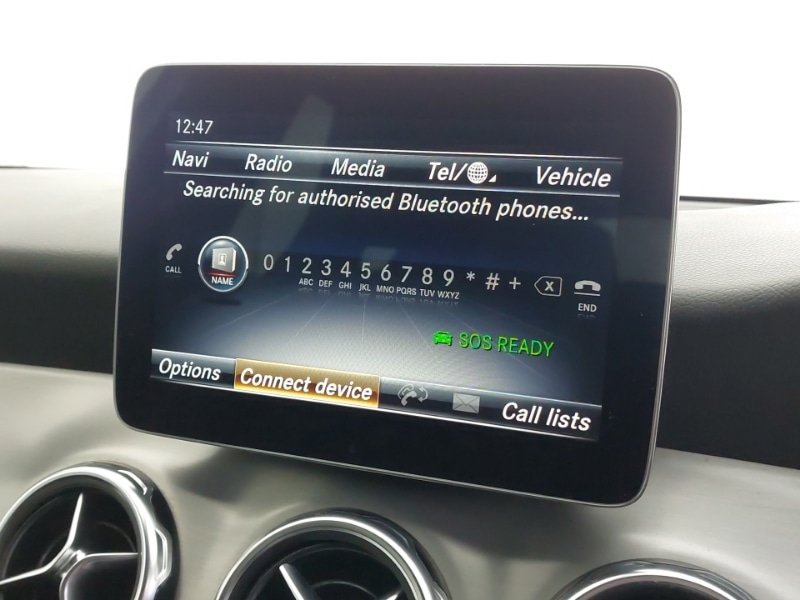 12:47
Navi Radio Media Tel/ Vehicle
Searching for authorised Bluetooth phones...
0 1 2 3 4 5 6 7 8 9 * # + X
CALL NAME ABC DEF GHI JKL MNO PQRS TUV WXYZ END
SOS READY
Options Connect device Call lists